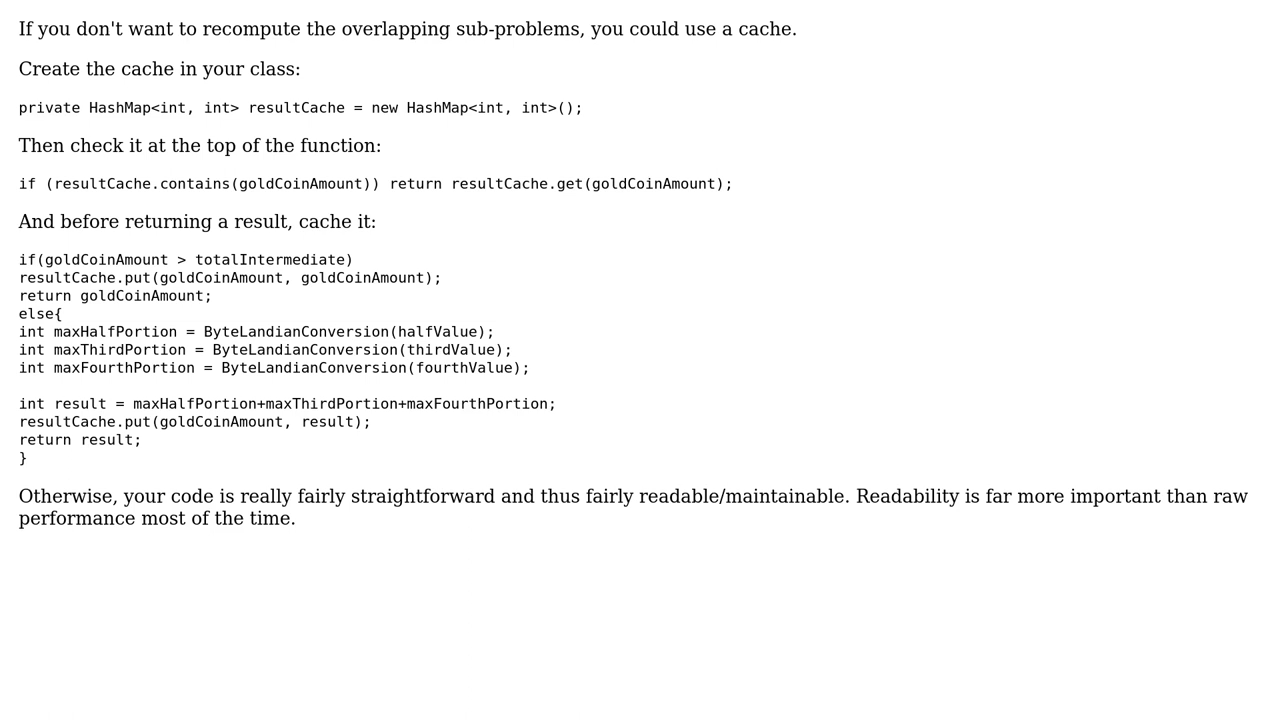 If you don't want to recompute the overlapping sub-problems, you could use a cache.
Create the cache in your class:
private HashMap<int, int> resultCache = new HashMap<int, int>();
Then check it at the top of the function:
if (resultCache.contains(goldCoinAmount)) return resultCache.get(goldCoinAmount);
And before returning a result, cache it:
if(goldCoinAmount > totalIntermediate)
resultCache.put(goldCoinAmount, goldCoinAmount);
return goldCoinAmount;
else{
int maxHalfPortion = ByteLandianConversion(halfValue);
int maxThirdPortion = ByteLandianConversion(thirdValue);
int maxFourthPortion = ByteLandianConversion(fourthValue);
int result = maxHalfPortion+maxThirdPortion+maxFourthPortion;
resultCache.put(goldCoinAmount, result);
return result;
}
Otherwise, your code is really fairly straightforward and thus fairly readable/maintainable. Readability is far more important than raw
performance most of the time.